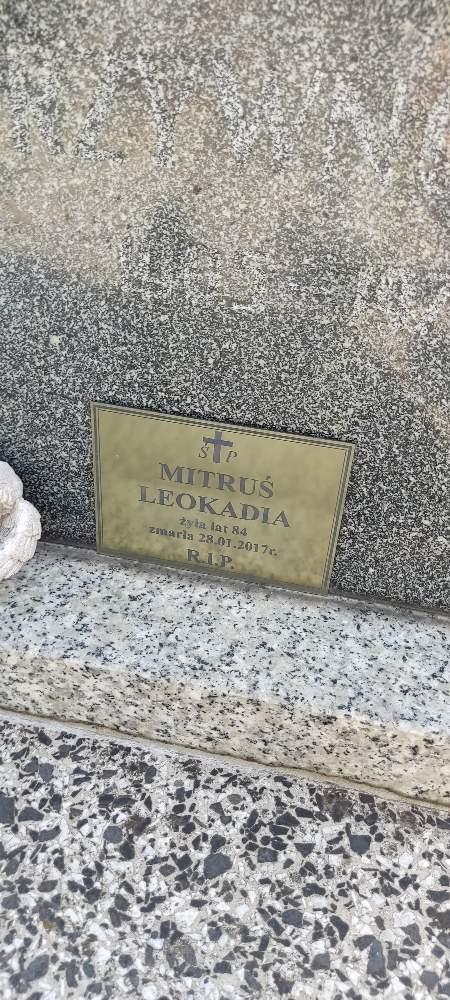 Ś P
MITRUŚ
LEOKADIA
żyła lat 84
zmarła 28.01.2017r.
R.I.P.